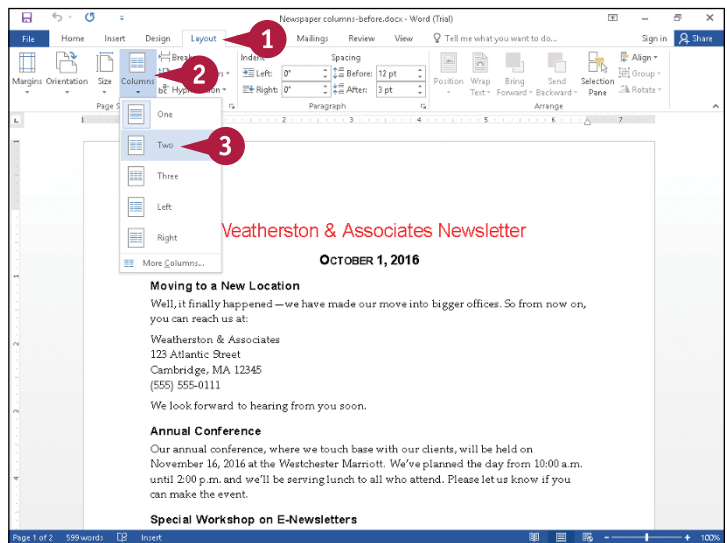 Newspaper columns-before.docx - Word (Trial)
File Home Insert Design Layout Mailings Review View Tell me what you want to do... Sign in Share
1
Margins Orientation Size Columns
Breaks
Hyphenation
2
Indent Spacing
Left: 0" Before: 12 pt
Right: 0" After: 3 pt
Position Wrap Text Bring Forward Send Backward Selection Pane
Align
Group
Rotate
Page S Paragraph Arrange
One
Two
3
Three
Left
Right
More Columns...
1 2 3 4 5 6 7
Weatherston & Associates Newsletter
OCTOBER 1, 2016
Moving to a New Location
Well, it finally happened—we have made our move into bigger offices. So from now on,
you can reach us at:
Weatherston & Associates
123 Atlantic Street
Cambridge, MA 12345
(555) 555-0111
We look forward to hearing from you soon.
Annual Conference
Our annual conference, where we touch base with our clients, will be held on
November 16, 2016 at the Westchester Marriott. We've planned the day from 10:00 a.m.
until 2:00 p.m. and we'll be serving lunch to all who attend. Please let us know if you
can make the event.
Special Workshop on E-Newsletters
Page 1 of 2 599 words Insert 100%